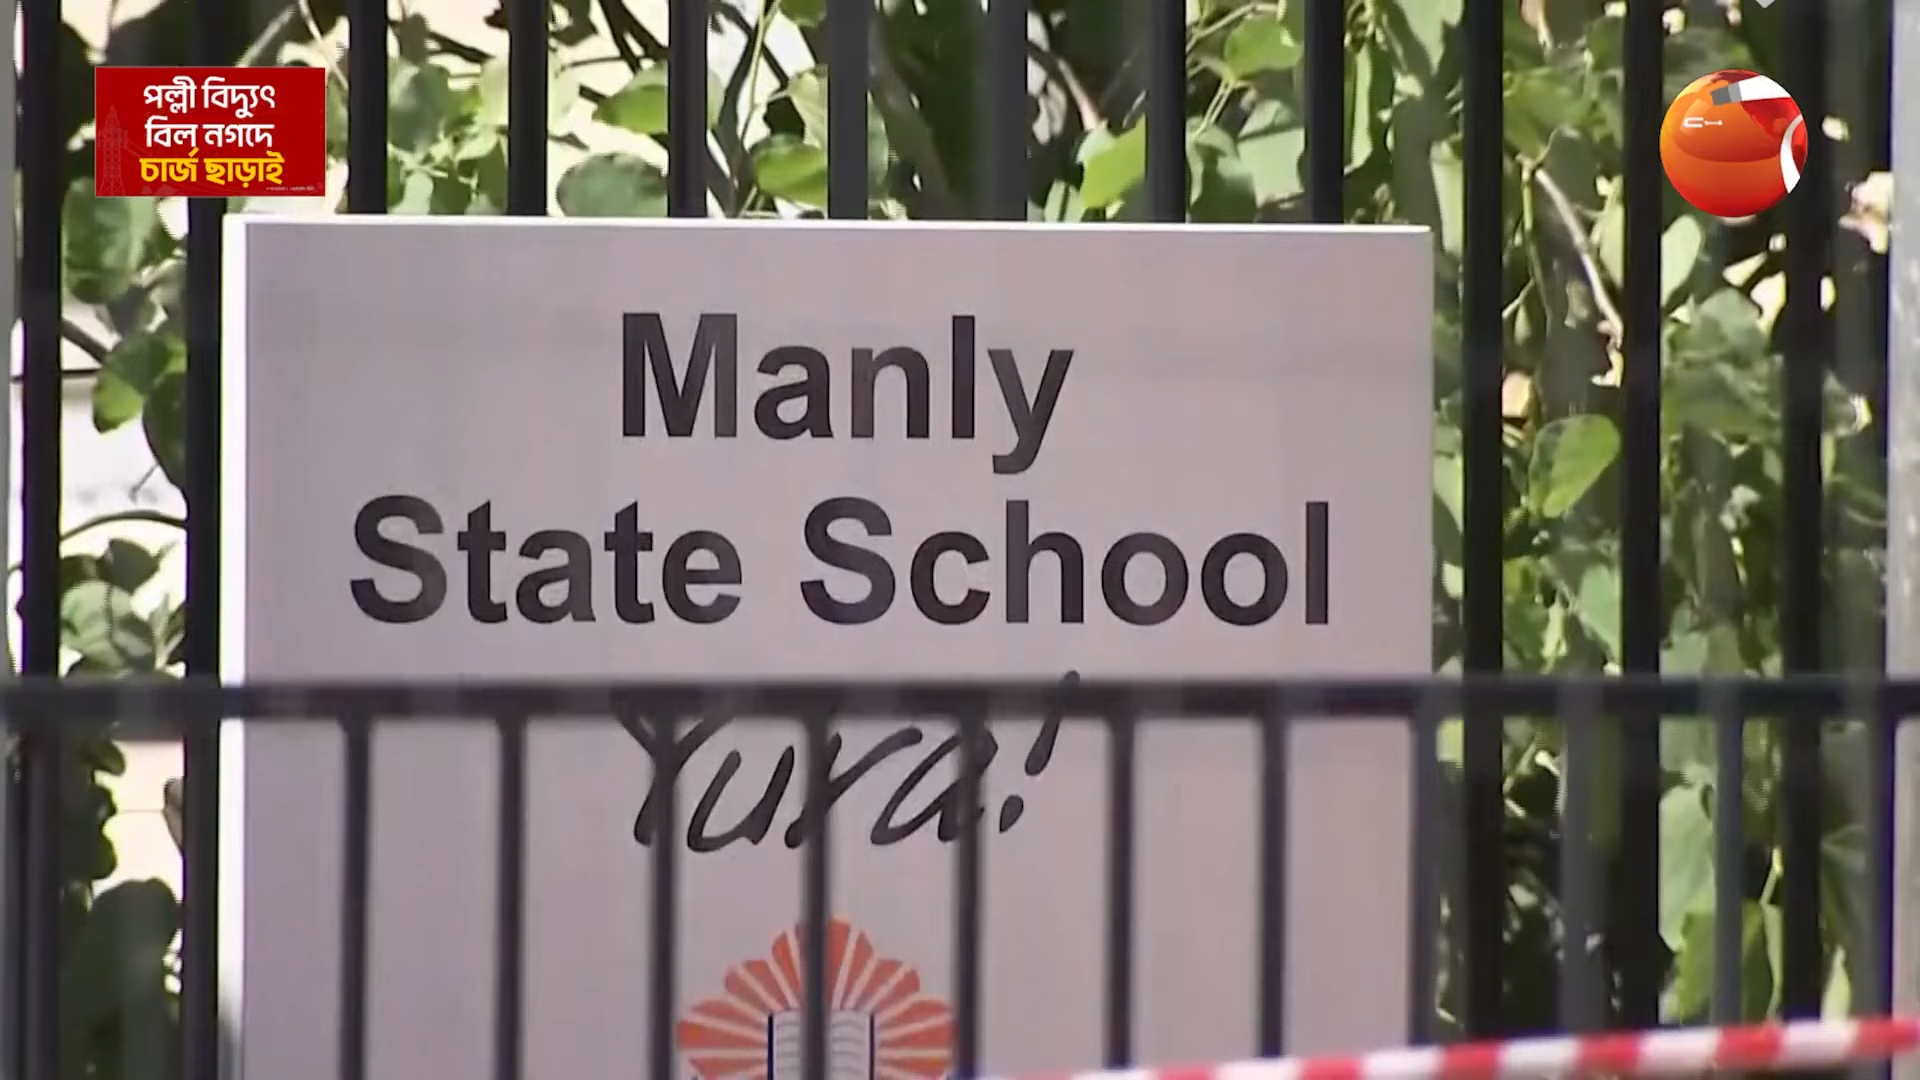 পল্লী বিদ্যুৎ
বিল নগদে
চার্জ ছাড়াই
Manly
State School
Yura!